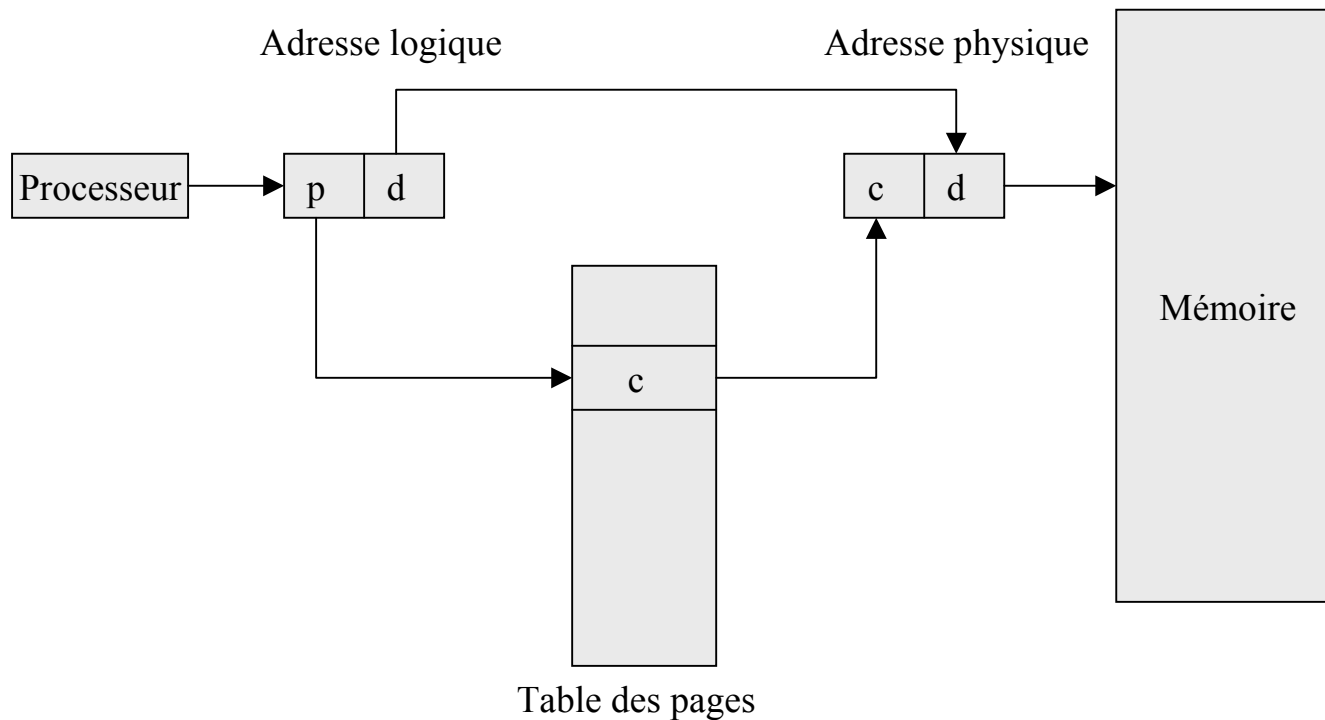 Adresse logique
Adresse physique
Processeur
p
d
c
d
Mémoire
c
Table des pages